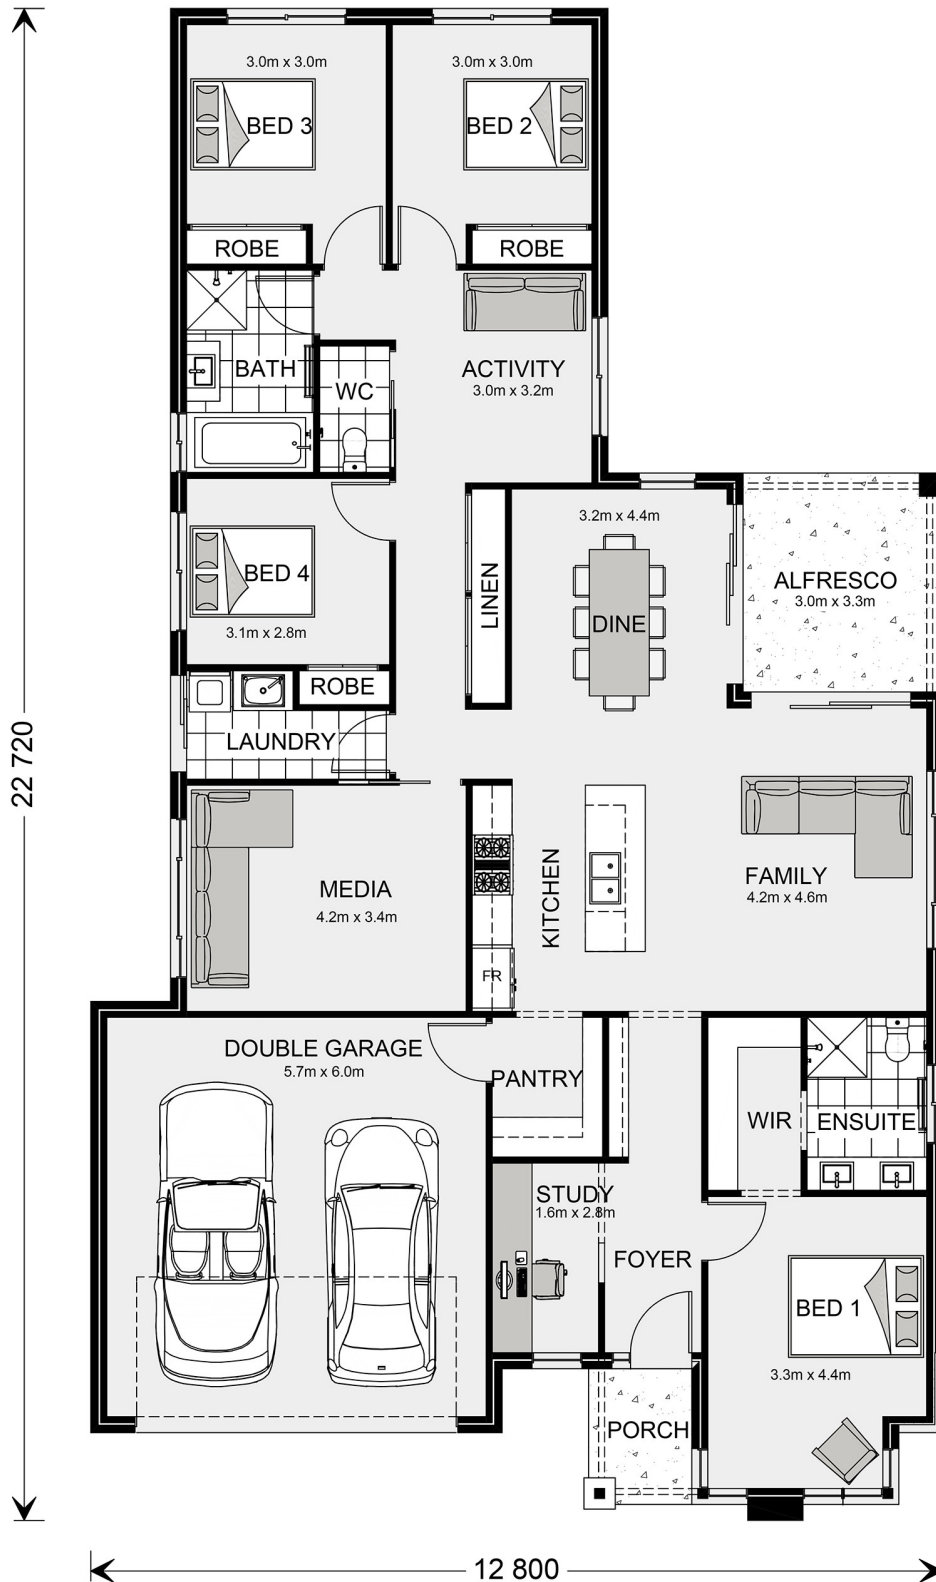 3.0m x 3.0m
3.0m x 3.0m
BED 3
BED 2
ROBE
ROBE
BATH
WC
ACTIVITY
3.0m x 3.2m
BED 4
3.1m x 2.8m
LINEN
3.2m x 4.4m
DINE
ALFRESCO
3.0m x 3.3m
ROBE
LAUNDRY
22 720
MEDIA
4.2m x 3.4m
KITCHEN
FR
FAMILY
4.2m x 4.6m
DOUBLE GARAGE
5.7m x 6.0m
PANTRY
WIR
ENSUITE
STUDY
1.6m x 2.8m
FOYER
BED 1
3.3m x 4.4m
PORCH
12 800